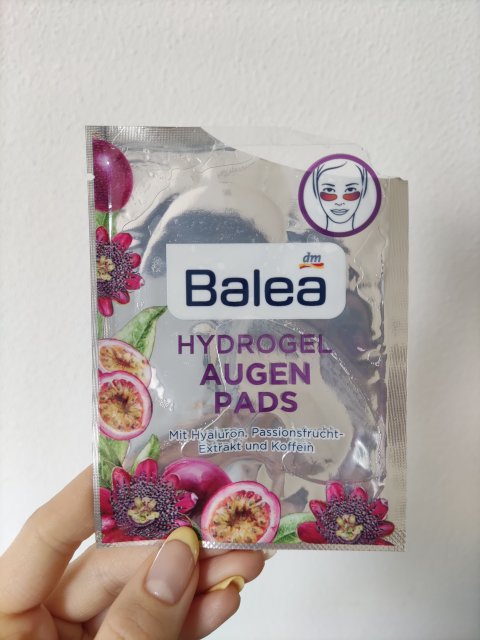 dm
Balea
HYDROGEL
AUGEN
PADS
Mit Hyaluron, Passionsfrucht-
Extrakt und Koffein